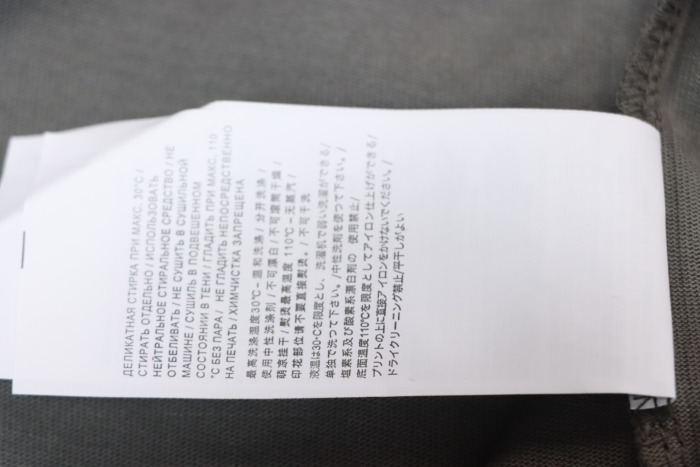 ДЕЛИКАТНАЯ СТИРКА ПРИ МАКС. 30°C /
СТИРАТЬ ОТДЕЛЬНО / ИСПОЛЬЗОВАТЬ
НЕЙТРАЛЬНОЕ СТИРАЛЬНОЕ СРЕДСТВО / НЕ
ОТБЕЛИВАТЬ / НЕ СУШИТЬ В СУШИЛЬНОЙ
МАШИНЕ / СУШИЛЬ В ПОДВЕШЕННОМ
СОСТОЯНИИ В ТЕНИ / ГЛАДИТЬ ПРИ МАКС. 110
°C БЕЗ ПАРА / НЕ ГЛАДИТЬ НЕПОСРЕДСТВЕННО
НА ПЕЧАТЬ / ХИМЧИСТКА ЗАПРЕЩЕНА
最高洗涤温度30℃–温和洗涤 / 分开洗涤 /
使用中性洗涤剂 / 不可漂白 / 不可滚筒干燥 /
荫凉挂干 / 熨烫最高温度 110℃–无蒸汽 /
印花部位请不要直接熨烫。/ 不可干洗
液温は30℃を限度とし、洗濯機で弱い洗濯ができる/
单独で洗つて下さい。/中性洗剤を使つて下さい。/
塩素系及び酸素系漂白剤の 使用禁止/
底面温度110℃を限度としてアイロン仕上げができる/
プリントの上に直接アイロンをかけないでください。/
ドライクリーニング禁止/平干しがよい